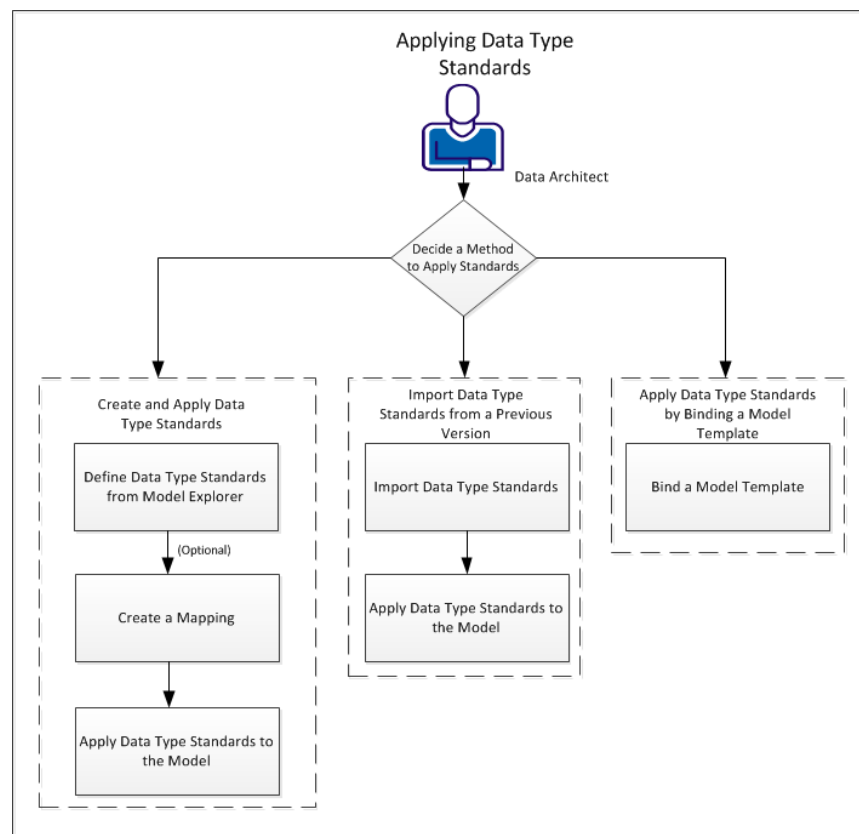 Applying Data Type
Standards
Data Architect
Decide a Method
to Apply Standards
Create and Apply Data
Type Standards
Define Data Type Standards
from Model Explorer
(Optional)
Create a Mapping
Apply Data Type Standards to
the Model
Import Data Type
Standards from a Previous
Version
Import Data Type Standards
Apply Data Type Standards to
the Model
Apply Data Type Standards
by Binding a Model
Template
Bind a Model Template